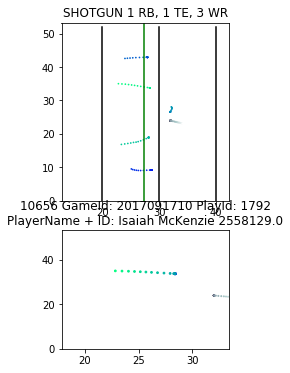 SHOTGUN 1 RB, 1 TE, 3 WR
50
40
30
20
10
0
20 30 40
10656 GameId: 2017091710 PlayId: 1792
PlayerName + ID: Isaiah McKenzie 2558129.0
40
20
0
20 25 30